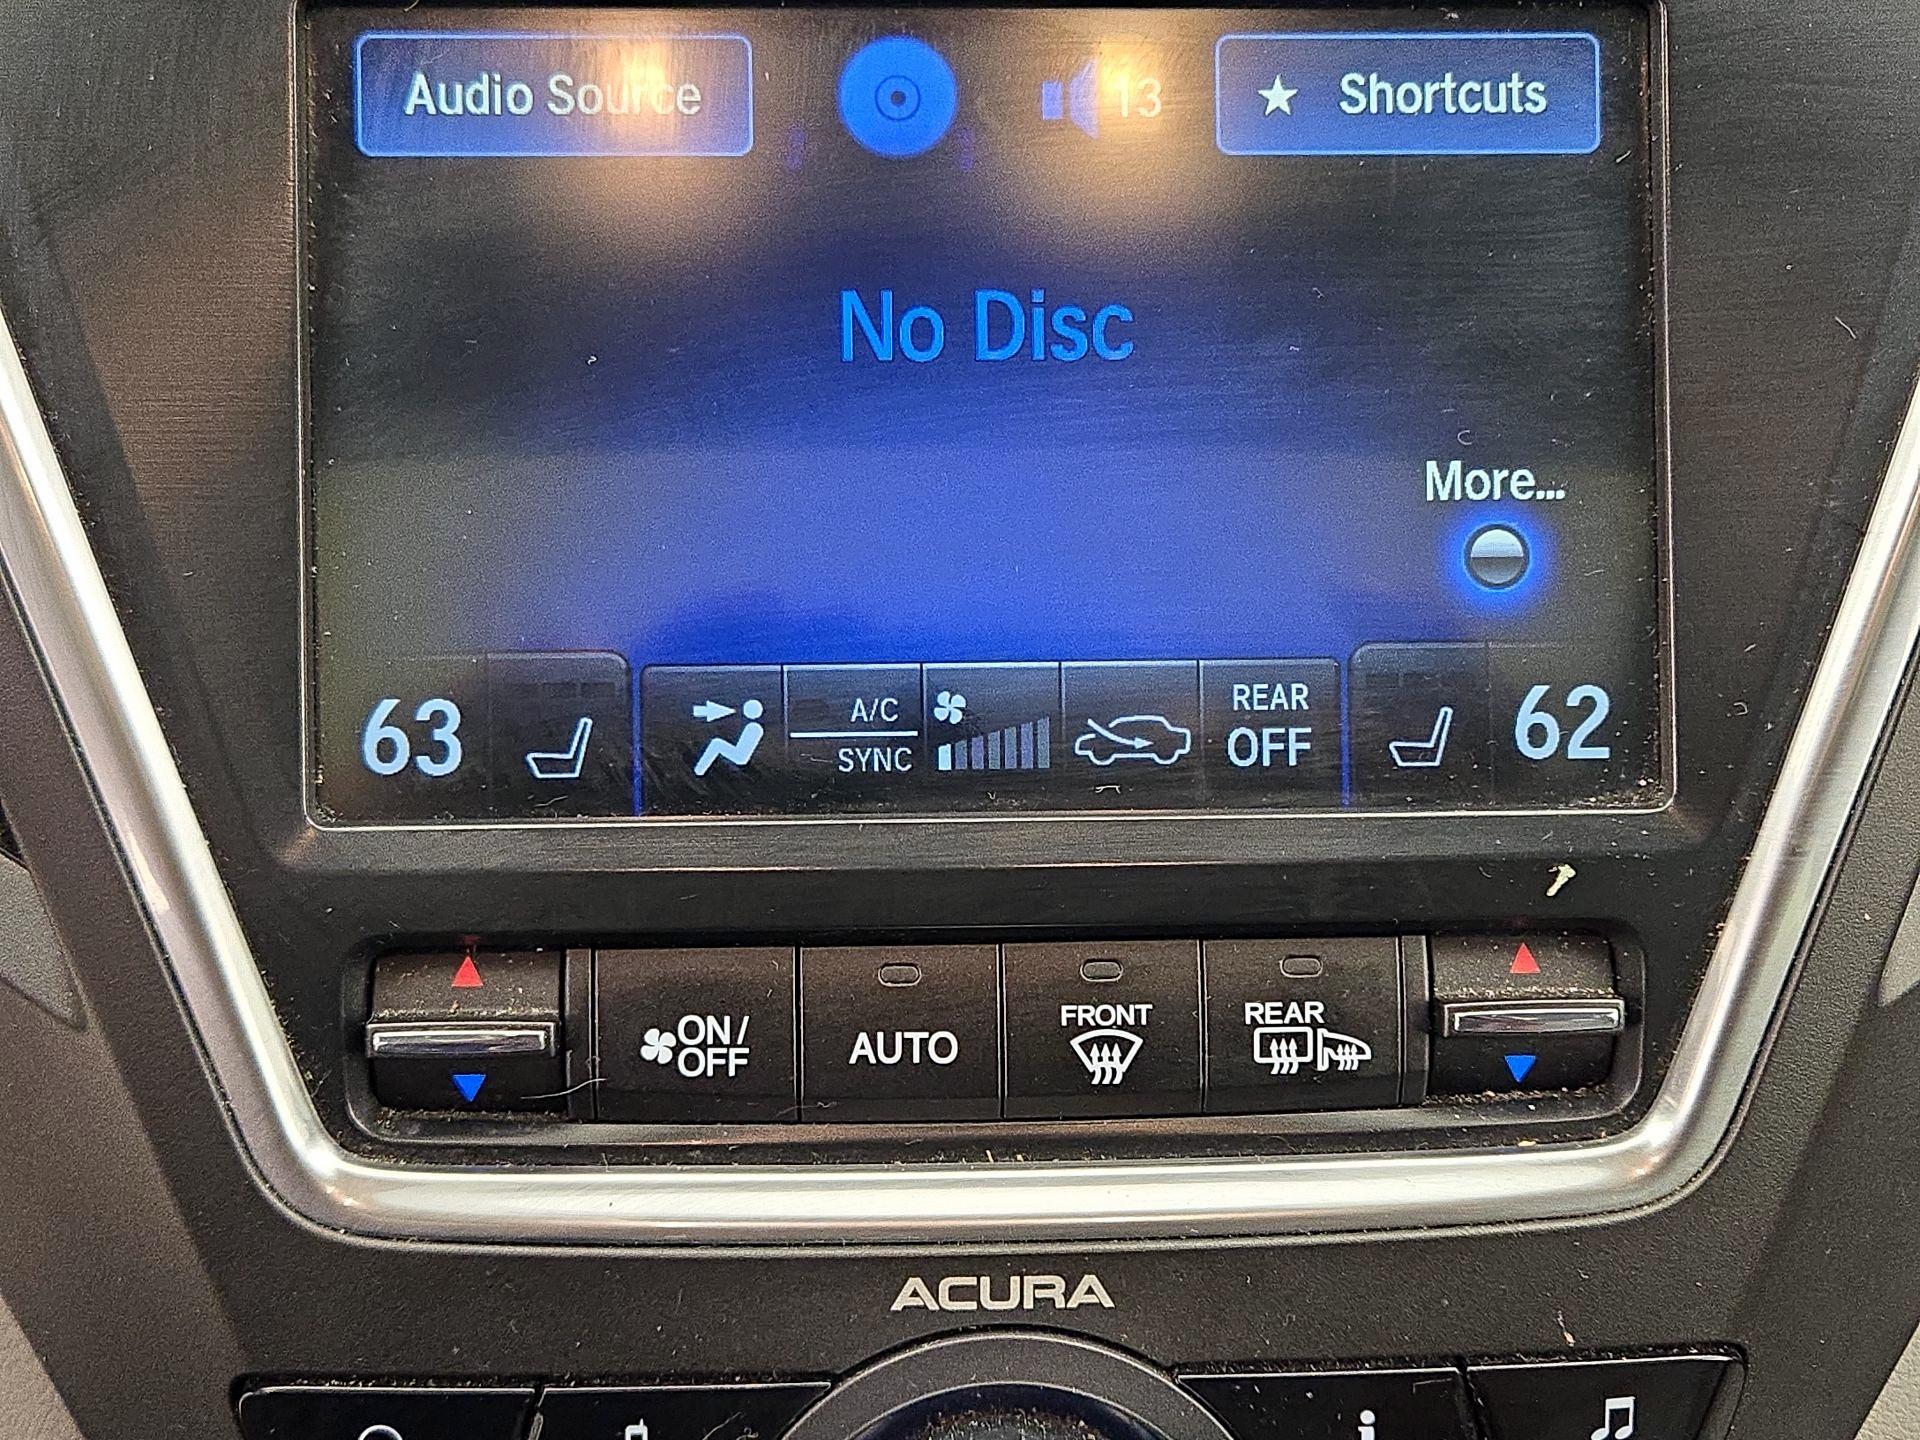 Audio Source
13
★ Shortcuts
No Disc
More...
63
A/C
SYNC
REAR
OFF
62
ON/
OFF
AUTO
FRONT
REAR
ACURA
i